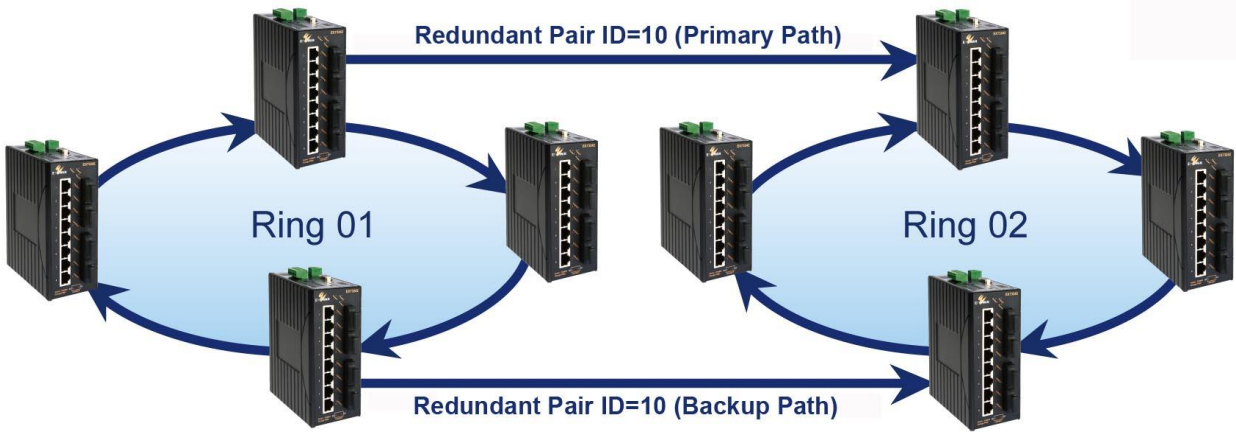 Redundant Pair ID=10 (Primary Path)
Ring 01
Ring 02
Redundant Pair ID=10 (Backup Path)